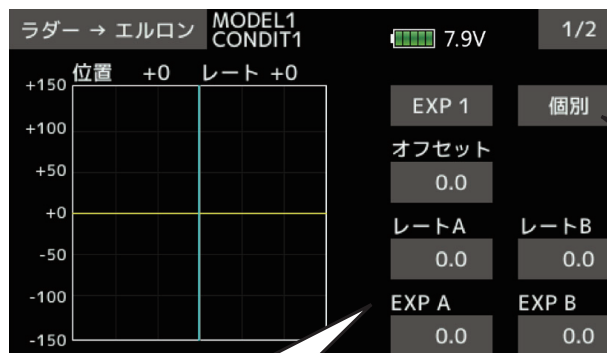 ラダー → エルロン MODEL1 7.9V 1/2
CONDIT1
位置 +0 レート +0
+150
+100
+50
+0
-50
-100
-150
EXP 1 個別
オフセット
0.0
レートA レートB
0.0 0.0
EXP A EXP B
0.0 0.0